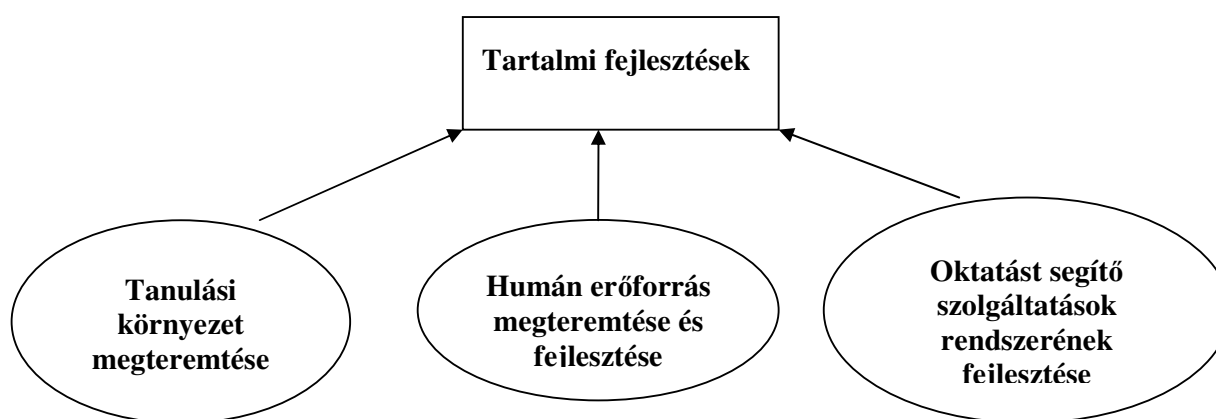 Tartalmi fejlesztések
Tanulási
környezet
megteremtése
Humán erőforrás
megteremtése és
fejlesztése
Oktatást segítő
szolgáltatások
rendszerének
fejlesztése